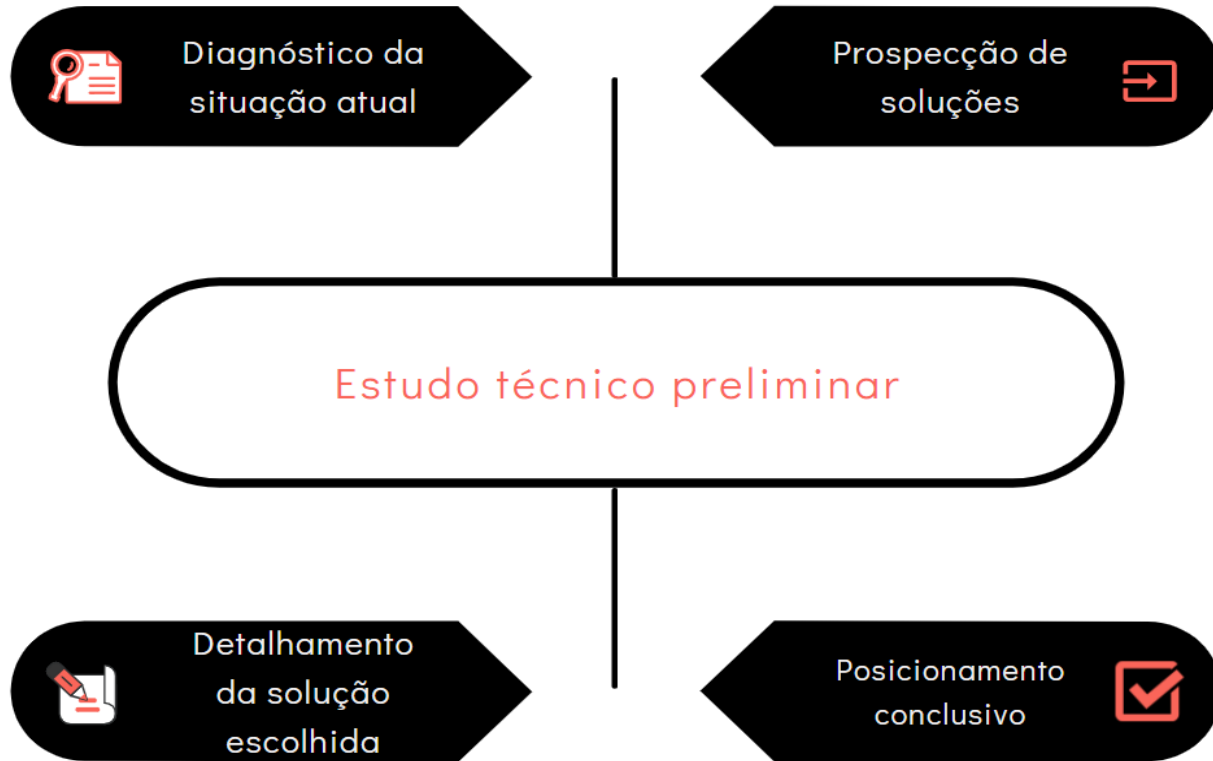 Diagnóstico da
situação atual
Prospecção de
soluções
Estudo técnico preliminar
Detalhamento
da solução
escolhida
Posicionamento
conclusivo